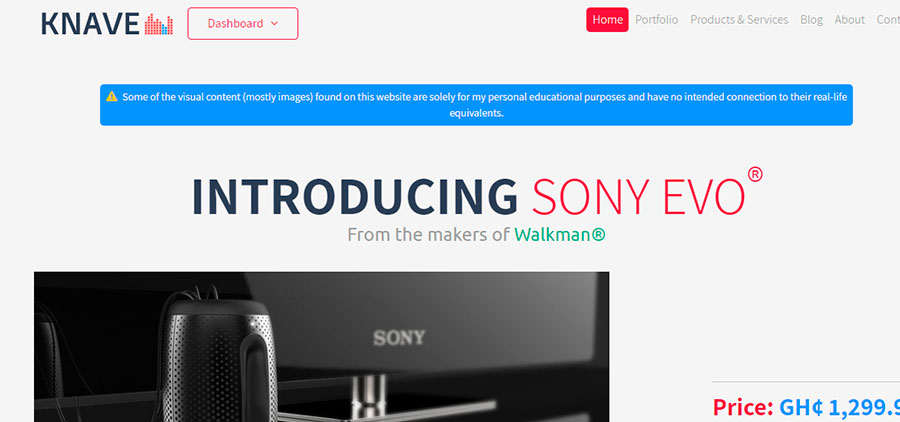 KNAVE
Dashboard
Home Portfolio Products & Services Blog About
Some of the visual content (mostly images) found on this website are solely for my personal educational purposes and have no intended connection to their real-life
equivalents.
INTRODUCING SONY EVO®
From the makers of Walkman®
SONY
Price: GH¢ 1,299.9